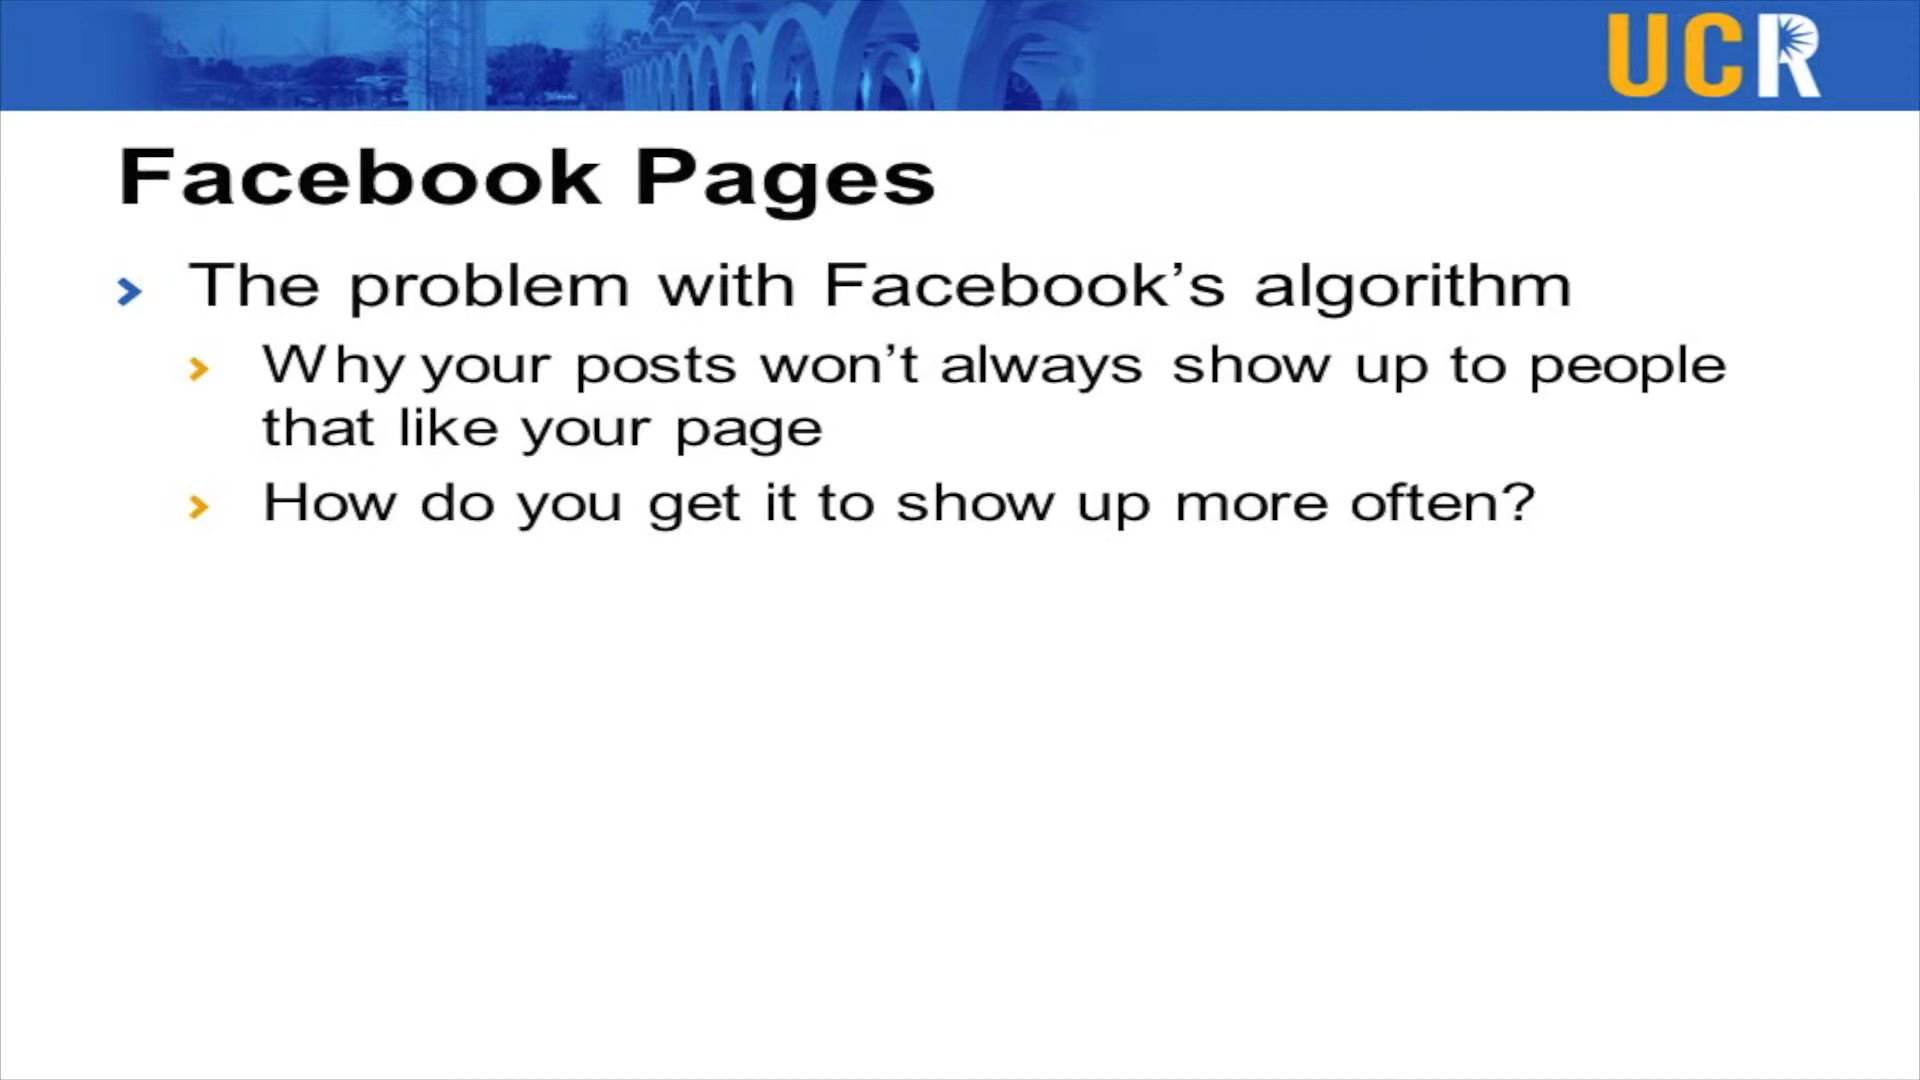 UCR
Facebook Pages
The problem with Facebook’s algorithm
Why your posts won’t always show up to people
that like your page
How do you get it to show up more often?